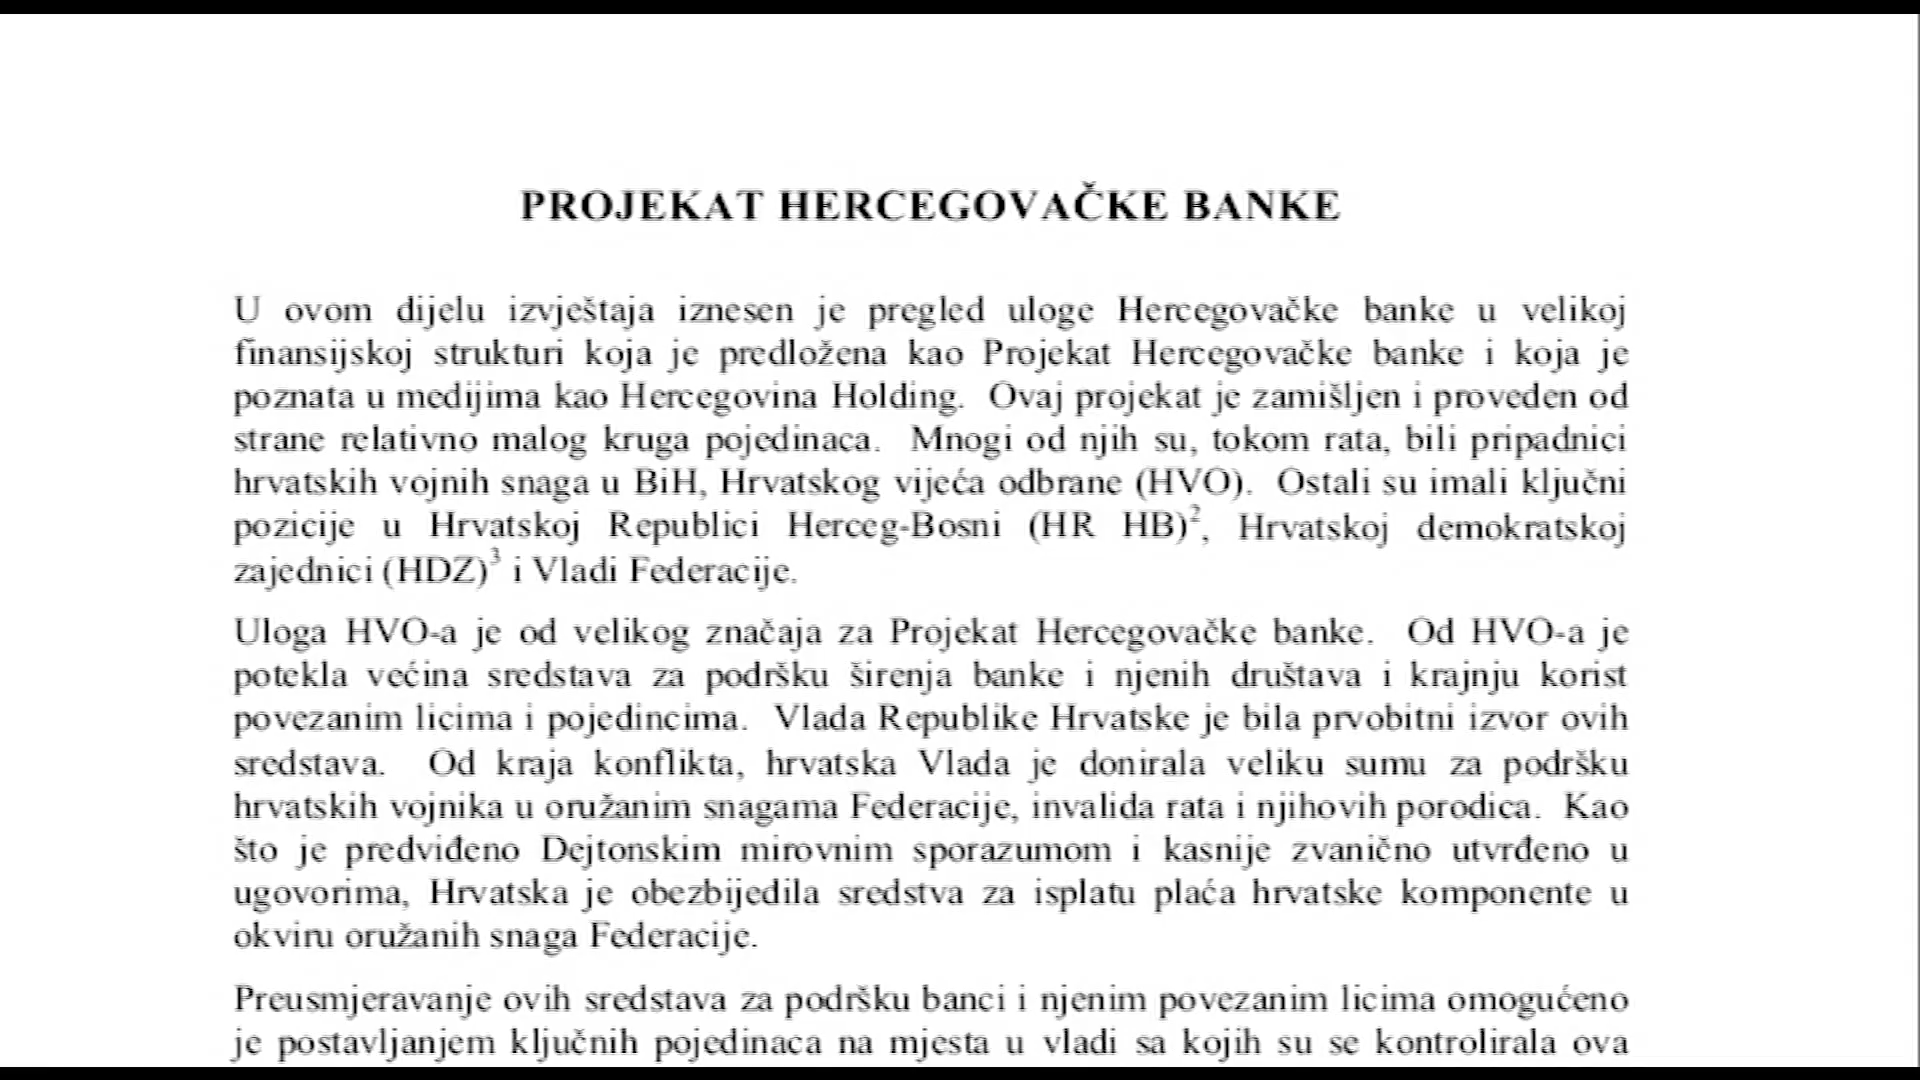 PROJEKAT HERCEGOVAČKE BANKE
U ovom dijelu izvještaja iznesen je pregled uloge Hercegovačke banke u velikoj
finansijskoj strukturi koja je predložena kao Projekat Hercegovačke banke i koja je
poznata u medijima kao Hercegovina Holding. Ovaj projekat je zamišljen i proveden od
strane relativno malog kruga pojedinaca. Mnogi od njih su, tokom rata, bili pripadnici
hrvatskih vojnih snaga u BiH, Hrvatskog vijeća odbrane (HVO). Ostali su imali ključni
pozicije u Hrvatskoj Republici Herceg-Bosni (HR HB)², Hrvatskoj demokratskoj
zajednici (HDZ)³ i Vladi Federacije.
Uloga HVO-a je od velikog značaja za Projekat Hercegovačke banke. Od HVO-a je
potekla većina sredstava za podršku širenja banke i njenih društava i krajnju korist
povezanim licima i pojedincima. Vlada Republike Hrvatske je bila prvobitni izvor ovih
sredstava. Od kraja konflikta, hrvatska Vlada je donirala veliku sumu za podršku
hrvatskih vojnika u oružanim snagama Federacije, invalida rata i njihovih porodica. Kao
što je predviđeno Dejtonskim mirovnim sporazumom i kasnije zvanično utvrđeno u
ugovorima, Hrvatska je obezbijedila sredstva za isplatu plaća hrvatske komponente u
okviru oružanih snaga Federacije.
Preusmjeravanje ovih sredstava za podršku banci i njenim povezanim licima omogućeno
je postavljanjem ključnih pojedinaca na mjesta u vladi sa kojih su se kontrolirala ova